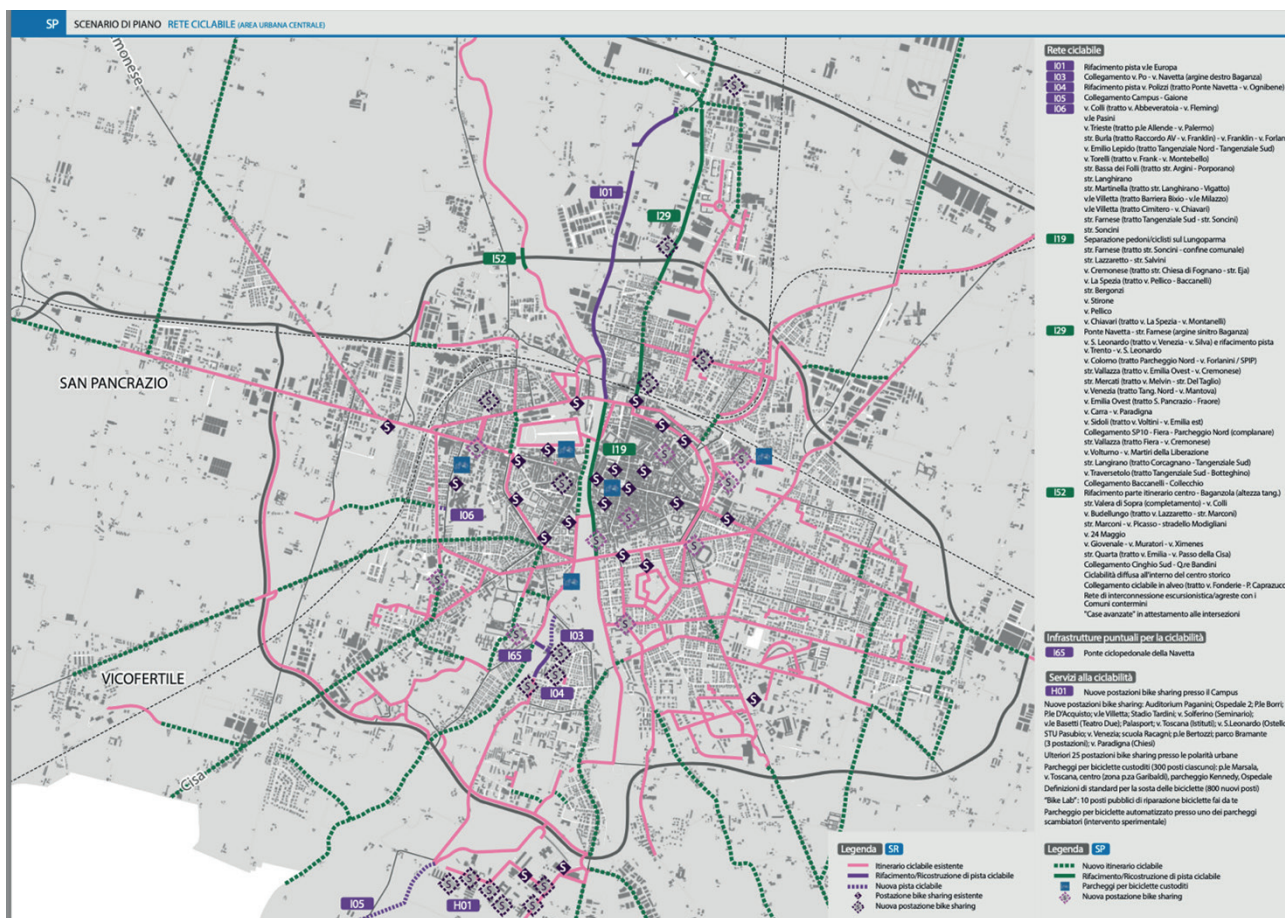 SP SCENARIO DI PIANO RETE CICLABILE (AREA URBANA CENTRALE)
monese
I01
I29
I52
SAN PANCRAZIO
I19
I06
I03
I65
I04
VICOFERTILE
Cisa
I05
H01
Rete ciclabile
I01 Rifacimento pista v.le Europa
I03 Collegamento v. Po - v. Navetta (argine destro Baganza)
I04 Rifacimento pista v. Polizzi (tratto Ponte Navetta - v. Ognibene)
I05 Collegamento Campus - Gaione
I06 v. Colli (tratto v. Abbeveratoia - v. Fleming)
v.le Pasini
v. Trieste (tratto p.le Allende - v. Palermo)
str. Burla (tratto Raccordo AV - v. Franklin) - v. Franklin - v. Forlan
v. Emilio Lepido (tratto Tangenziale Nord - Tangenziale Sud)
v. Torelli (tratto v. Frank - v. Montebello)
str. Bassa dei Folli (tratto str. Argini - Porporano)
str. Langhirano
str. Martinella (tratto str. Langhirano - Vigatto)
v.le Villetta (tratto Barriera Bixio - v.le Milazzo)
v.le Villetta (tratto Cimitero - v. Chiavari)
str. Farnese (tratto Tangenziale Sud - str. Soncini)
str. Soncini
I19 Separazione pedoni/ciclisti sul Lungoparma
str. Farnese (tratto str. Soncini - confine comunale)
str. Lazzaretto - str. Salvini
v. Cremonese (tratto str. Chiesa di Fognano - str. Eja)
v. La Spezia (tratto v. Pellico - Baccanelli)
str. Bergonzi
v. Stirone
v. Pellico
v. Chiavari (tratto v. La Spezia - v. Montanelli)
I29 Ponte Navetta - str. Farnese (argine sinitro Baganza)
v. S. Leonardo (tratto v. Venezia - v. Silva) e rifacimento pista
v. Trento - v. S. Leonardo
v. Colorno (tratto Parcheggio Nord - v. Forlanini / SPIP)
str. Vallazza (tratto v. Emilia Ovest - v. Cremonese)
str. Mercati (tratto v. Melvin - str. Del Taglio)
v. Venezia (tratto Tang. Nord - v. Mantova)
v. Emilia Ovest (tratto S. Pancrazio - Fraore)
v. Carra - v. Paradigna
v. Sidoli (tratto v. Voltini - v. Emilia est)
Collegamento SP10 - Fiera - Parcheggio Nord (complanare)
str. Vallazza (tratto Fiera - v. Cremonese)
v. Volturno - v. Martiri della Liberazione
str. Langirano (tratto Corcagnano - Tangenziale Sud)
v. Traversetolo (tratto Tangenziale Sud - Botteghino)
Collegamento Baccanelli - Collecchio
I52 Rifacimento parte itinerario centro - Baganzola (altezza tang.)
str. Valera di Sopra (completamento) - v. Colli
v. Budellungo (tratto v. Lazzaretto - str. Marconi)
str. Marconi - v. Picasso - stradello Modigliani
v. 24 Maggio
v. Giovenale - v. Muratori - v. Ximenes
str. Quarta (tratto v. Emilia - v. Passo della Cisa)
Collegamento Cinghio Sud - Q.re Bandini
Ciclabilità diffusa all'interno del centro storico
Collegamento ciclabile in alveo (tratto v. Fonderie - P. Caprazucc
Rete di interconnessione escursionistica/agreste con i
Comuni contermini
"Case avanzate" in attestamento alle intersezioni
Infrastrutture puntuali per la ciclabilità
I65 Ponte ciclopedonale della Navetta
Servizi alla ciclabilità
H01 Nuove postazioni bike sharing presso il Campus
Nuove postazioni bike sharing: Auditorium Paganini; Ospedale 2; P.le Borri;
P.le D'Acquisto; v.le Villetta; Stadio Tardini; v. Solferino (Seminario);
v.le Basetti (Teatro Due); Palasport; v. Toscana (Istituti); v. S.Leonardo (Ostello
STU Pasubio; v. Venezia; scuola Racagni; p.le Bertozzi; parco Bramante
(3 postazioni); v. Paradigna (Chiesi)
Ulteriori 25 postazioni bike sharing presso le polarità urbane
Parcheggi per biciclette custoditi (300 posti ciascuno): p.le Marsala,
v. Toscana, centro (zona p.za Garibaldi), parcheggio Kennedy, Ospedale
Definizioni di standard per la sosta delle biciclette (800 nuovi posti)
"Bike Lab": 10 posti pubblici di riparazione biciclette fai da te
Parcheggio per biciclette automatizzato presso uno dei parcheggi
scambiatori (intervento sperimentale)
Legenda SR
Itinerario ciclabile esistente
Rifacimento/Ricostruzione di pista ciclabile
Nuova pista ciclabile
Postazione bike sharing esistente
Nuova postazione bike sharing
Legenda SP
Nuovo itinerario ciclabile
Rifacimento/Ricostruzione di pista ciclabile
Parcheggi per biciclette custoditi
Nuova postazione bike sharing